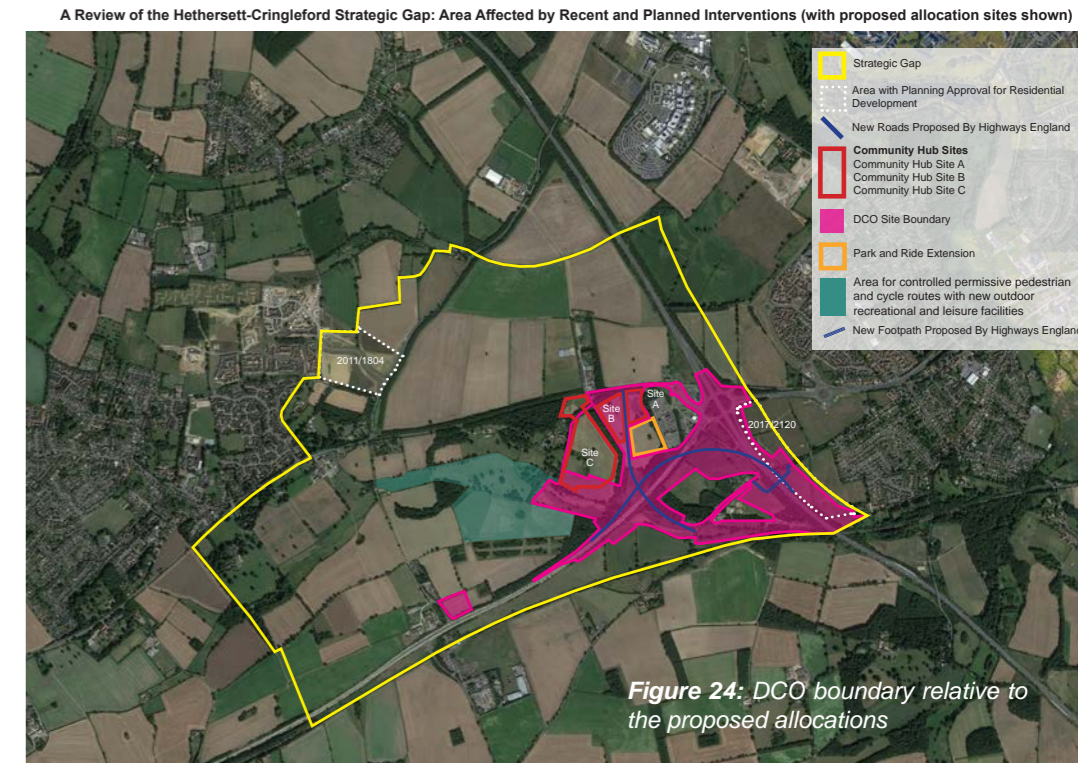 A Review of the Hethersett-Cringleford Strategic Gap: Area Affected by Recent and Planned Interventions (with proposed allocation sites shown)
Strategic Gap
Area with Planning Approval for Residential
Development
New Roads Proposed By Highways England
Community Hub Sites
Community Hub Site A
Community Hub Site B
Community Hub Site C
DCO Site Boundary
Park and Ride Extension
Area for controlled permissive pedestrian
and cycle routes with new outdoor
recreational and leisure facilities
New Footpath Proposed By Highways England
2011/1804
Site
A
Site
B
2017/2120
Site
C
Figure 24: DCO boundary relative to
the proposed allocations